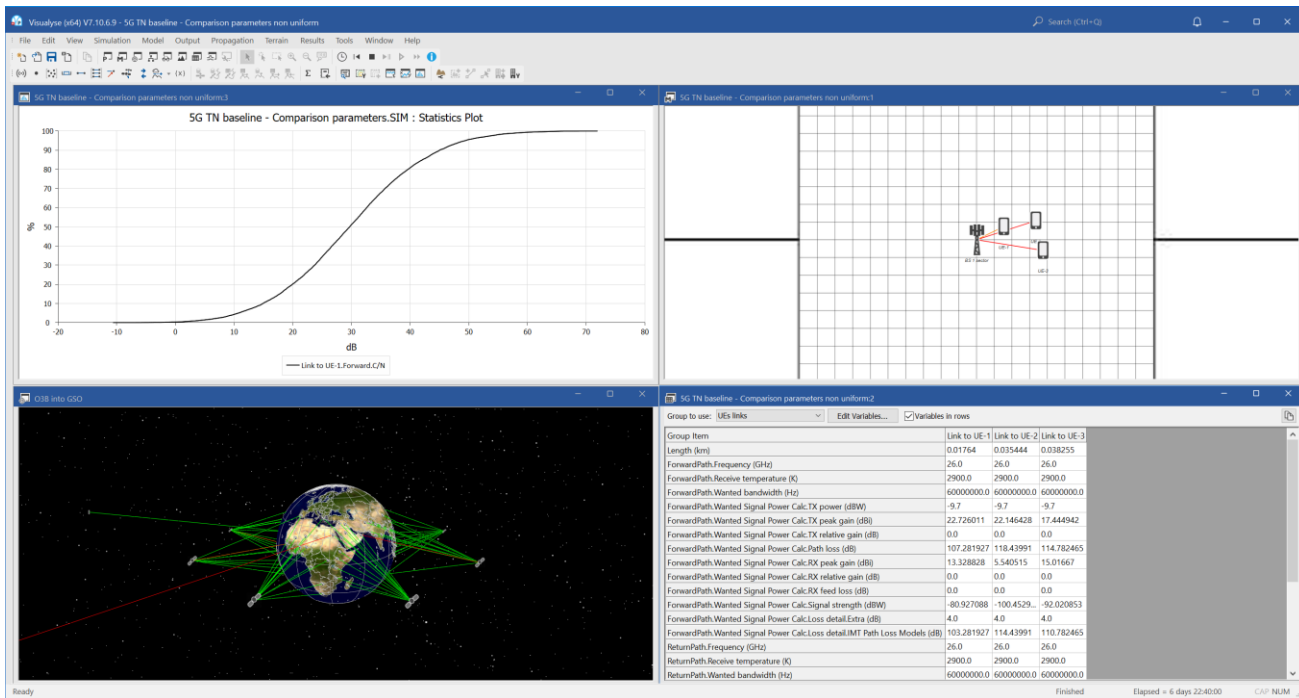 Visualyse (x64) V7.10.6.9 - 5G TN baseline - Comparison parameters non uniform
Search (Ctrl+Q)
File Edit View Simulation Model Output Propagation Terrain Results Tools Window Help
5G TN baseline - Comparison parameters non uniform:3
5G TN baseline - Comparison parameters.SIM : Statistics Plot
100
90
80
70
60
50
40
30
20
10
0
%
-20 -10 0 10 20 30 40 50 60 70 80
dB
Link to UE-1.Forward.C/N
5G TN baseline - Comparison parameters non uniform:1
UE-3
O3B into GSO
5G TN baseline - Comparison parameters non uniform:2
Group to use: UEs links Edit Variables... Variables in rows
Group Item Link to UE-1 Link to UE-2 Link to UE-3
Length (km) 0.01764 0.035444 0.038255
ForwardPath.Frequency (GHz) 26.0 26.0 26.0
ForwardPath.Receive temperature (K) 2900.0 2900.0 2900.0
ForwardPath.Wanted bandwidth (Hz) 60000000.0 60000000.0 60000000.0
ForwardPath.Wanted Signal Power Calc.TX power (dBW) -9.7 -9.7 -9.7
ForwardPath.Wanted Signal Power Calc.TX peak gain (dBi) 22.726011 22.146428 17.444942
ForwardPath.Wanted Signal Power Calc.TX relative gain (dB) 0.0 0.0 0.0
ForwardPath.Wanted Signal Power Calc.Path loss (dB) 107.281927 118.43991 114.782465
ForwardPath.Wanted Signal Power Calc.RX peak gain (dBi) 13.328828 5.540515 15.01667
ForwardPath.Wanted Signal Power Calc.RX relative gain (dB) 0.0 0.0 0.0
ForwardPath.Wanted Signal Power Calc.RX feed loss (dB) 0.0 0.0 0.0
ForwardPath.Wanted Signal Power Calc.Signal strength (dBW) -80.927088 -100.4529... -92.020853
ForwardPath.Wanted Signal Power Calc.Loss detail.Extra (dB) 4.0 4.0 4.0
ForwardPath.Wanted Signal Power Calc.Loss detail.IMT Path Loss Models (dB) 103.281927 114.43991 110.782465
ReturnPath.Frequency (GHz) 26.0 26.0 26.0
ReturnPath.Receive temperature (K) 2900.0 2900.0 2900.0
ReturnPath.Wanted bandwidth (Hz) 60000000.0 60000000.0 60000000.0
Ready Finished Elapsed = 6 days 22:40:00 CAP NUM